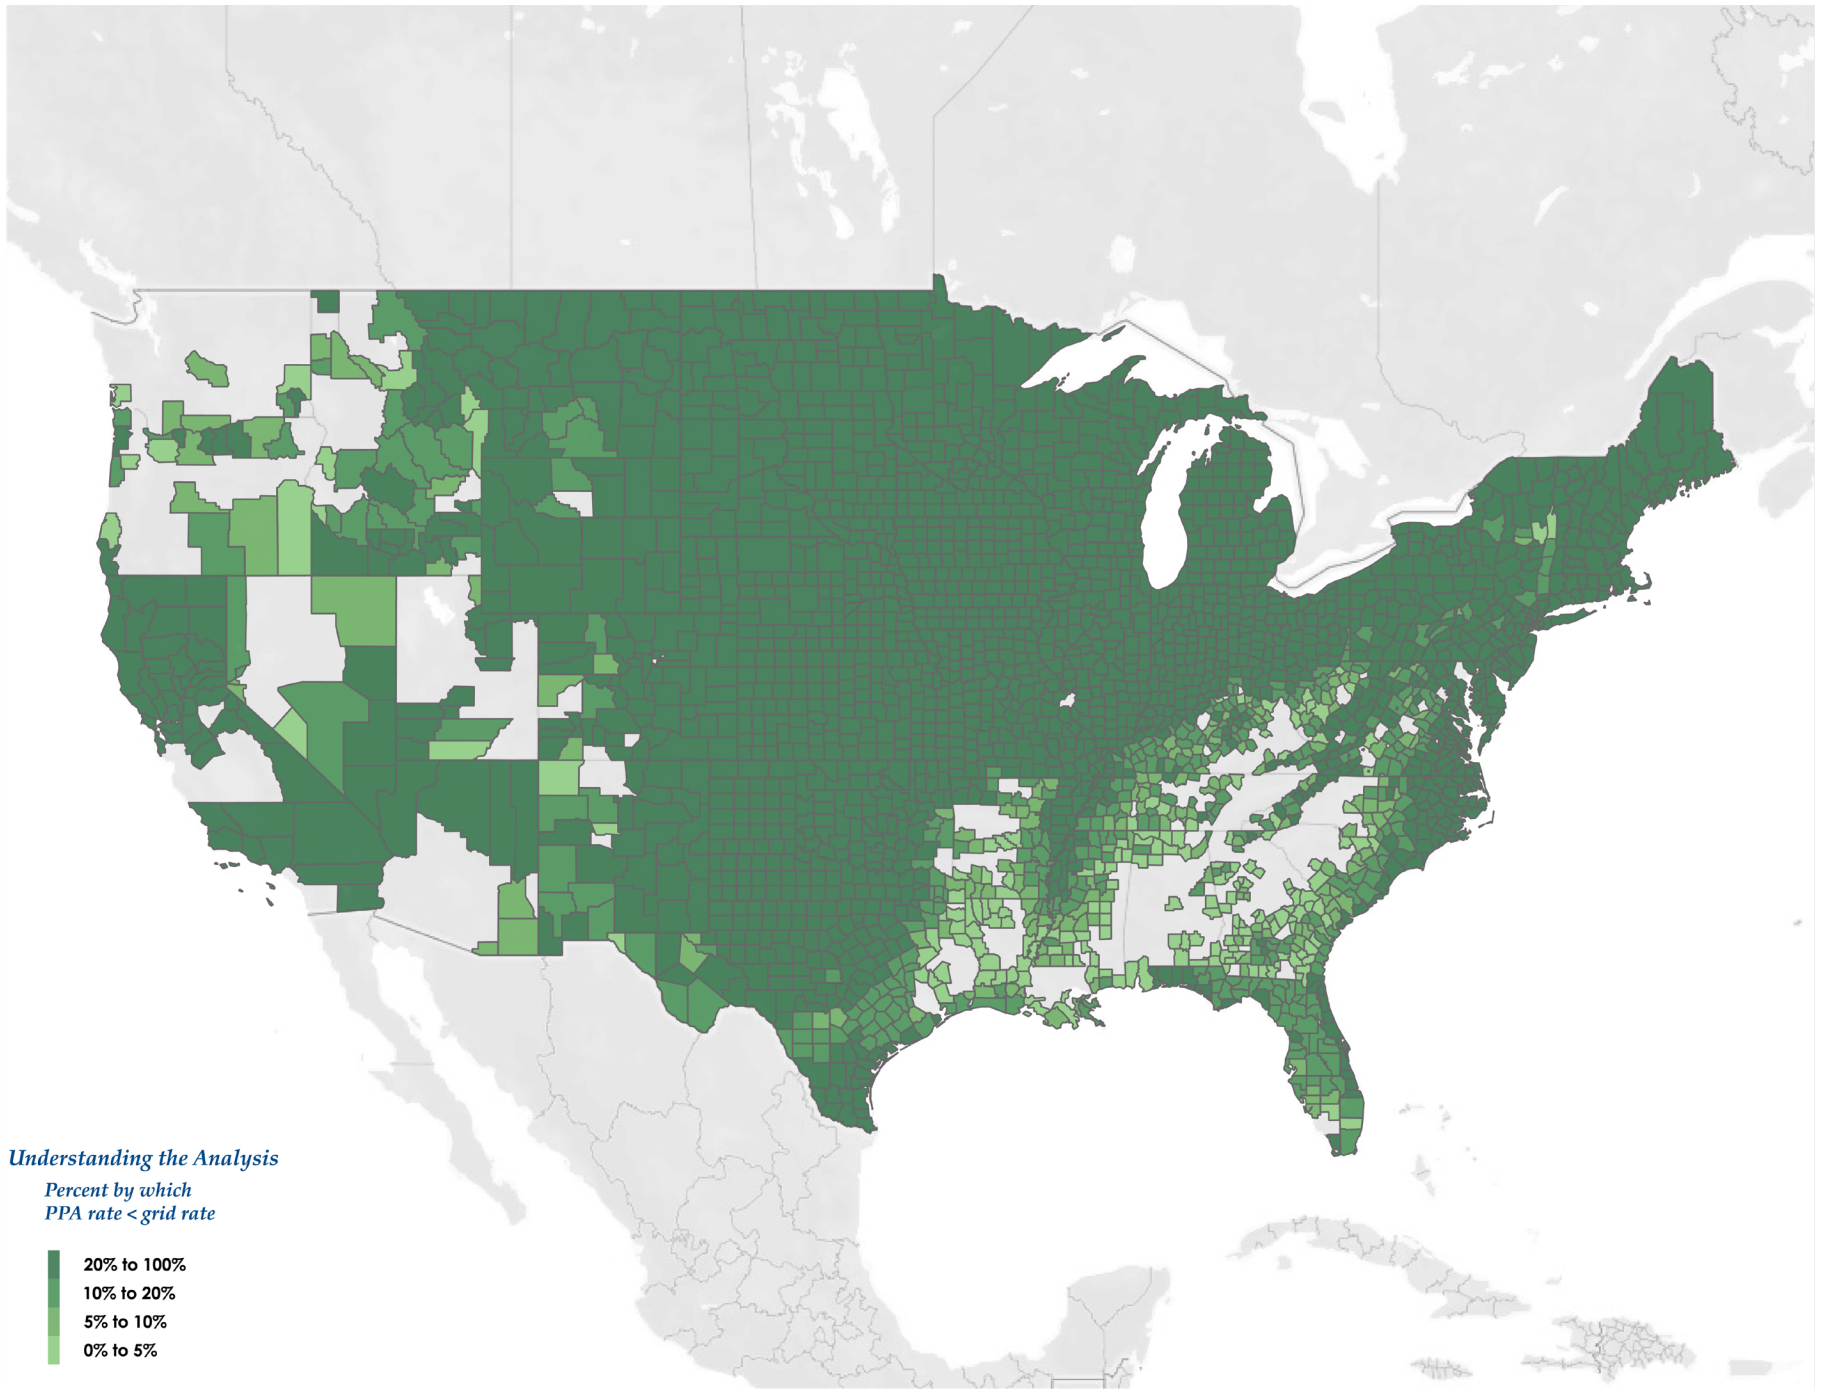 Understanding the Analysis
Percent by which
PPA rate < grid rate
20% to 100%
10% to 20%
5% to 10%
0% to 5%